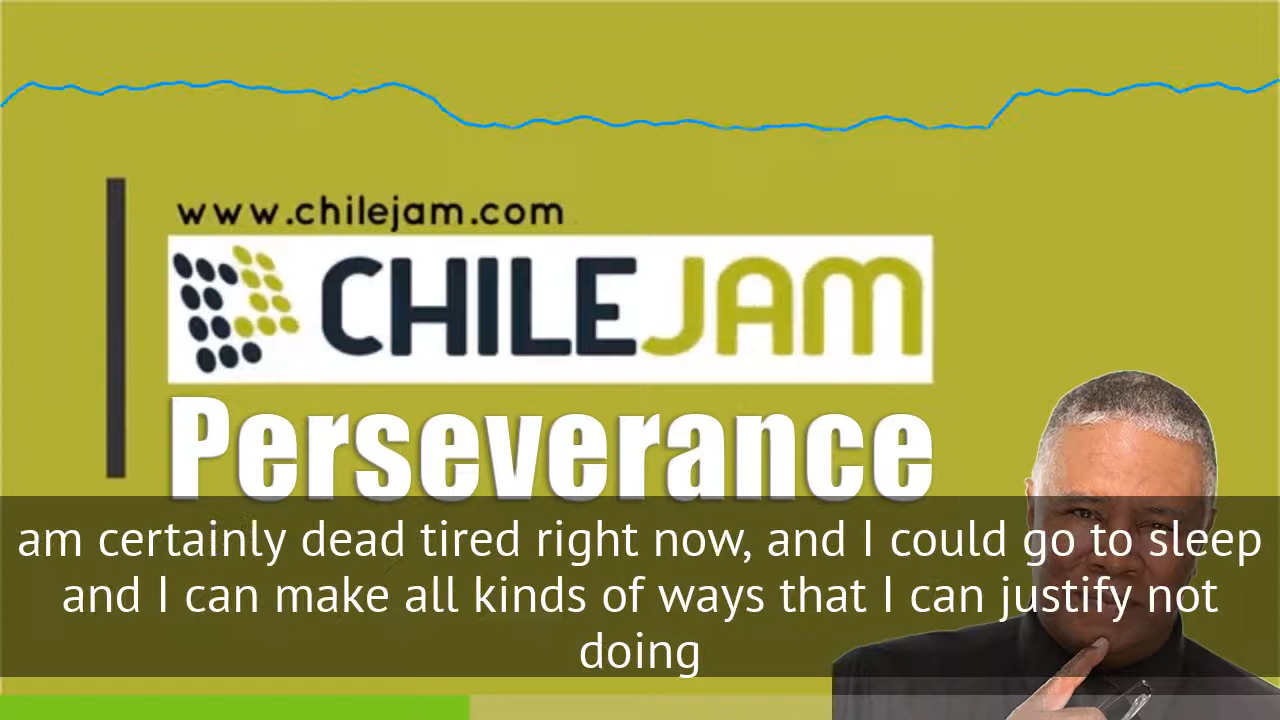 www.chilejam.com
CHILEJAM
Perseverance
am certainly dead tired right now, and I could go to sleep
and I can make all kinds of ways that I can justify not
doing